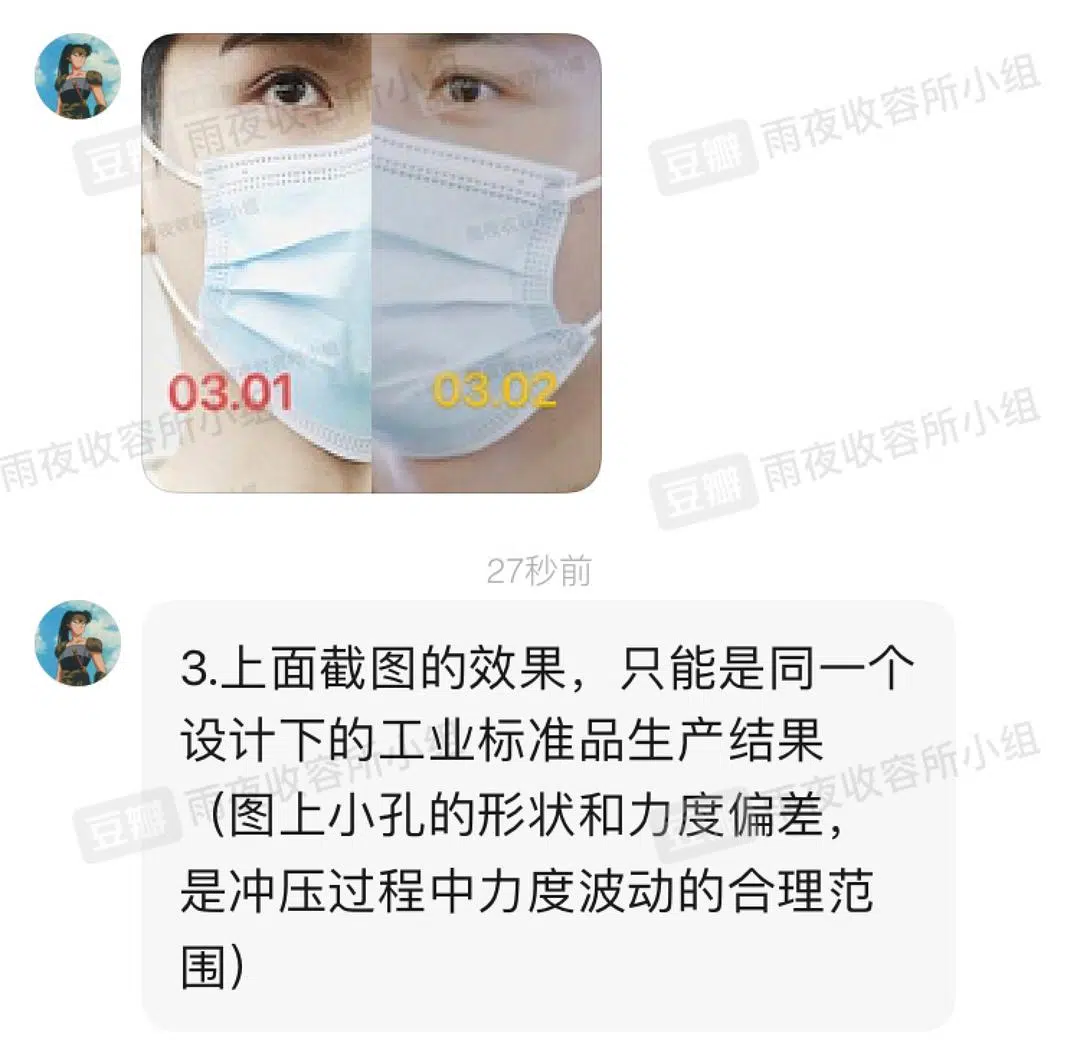 豆瓣 雨夜收容所小组
豆瓣 雨夜收容所小组
03.01
03.02
雨夜收容所小组
豆瓣 雨夜收容所小组
27秒前
3.上面截图的效果，只能是同一个
设计下的工业标准品生产结果
（图上小孔的形状和力度偏差，
是冲压过程中力度波动的合理范
围）
豆瓣 雨夜收容所小组
豆瓣 雨夜收容所小组